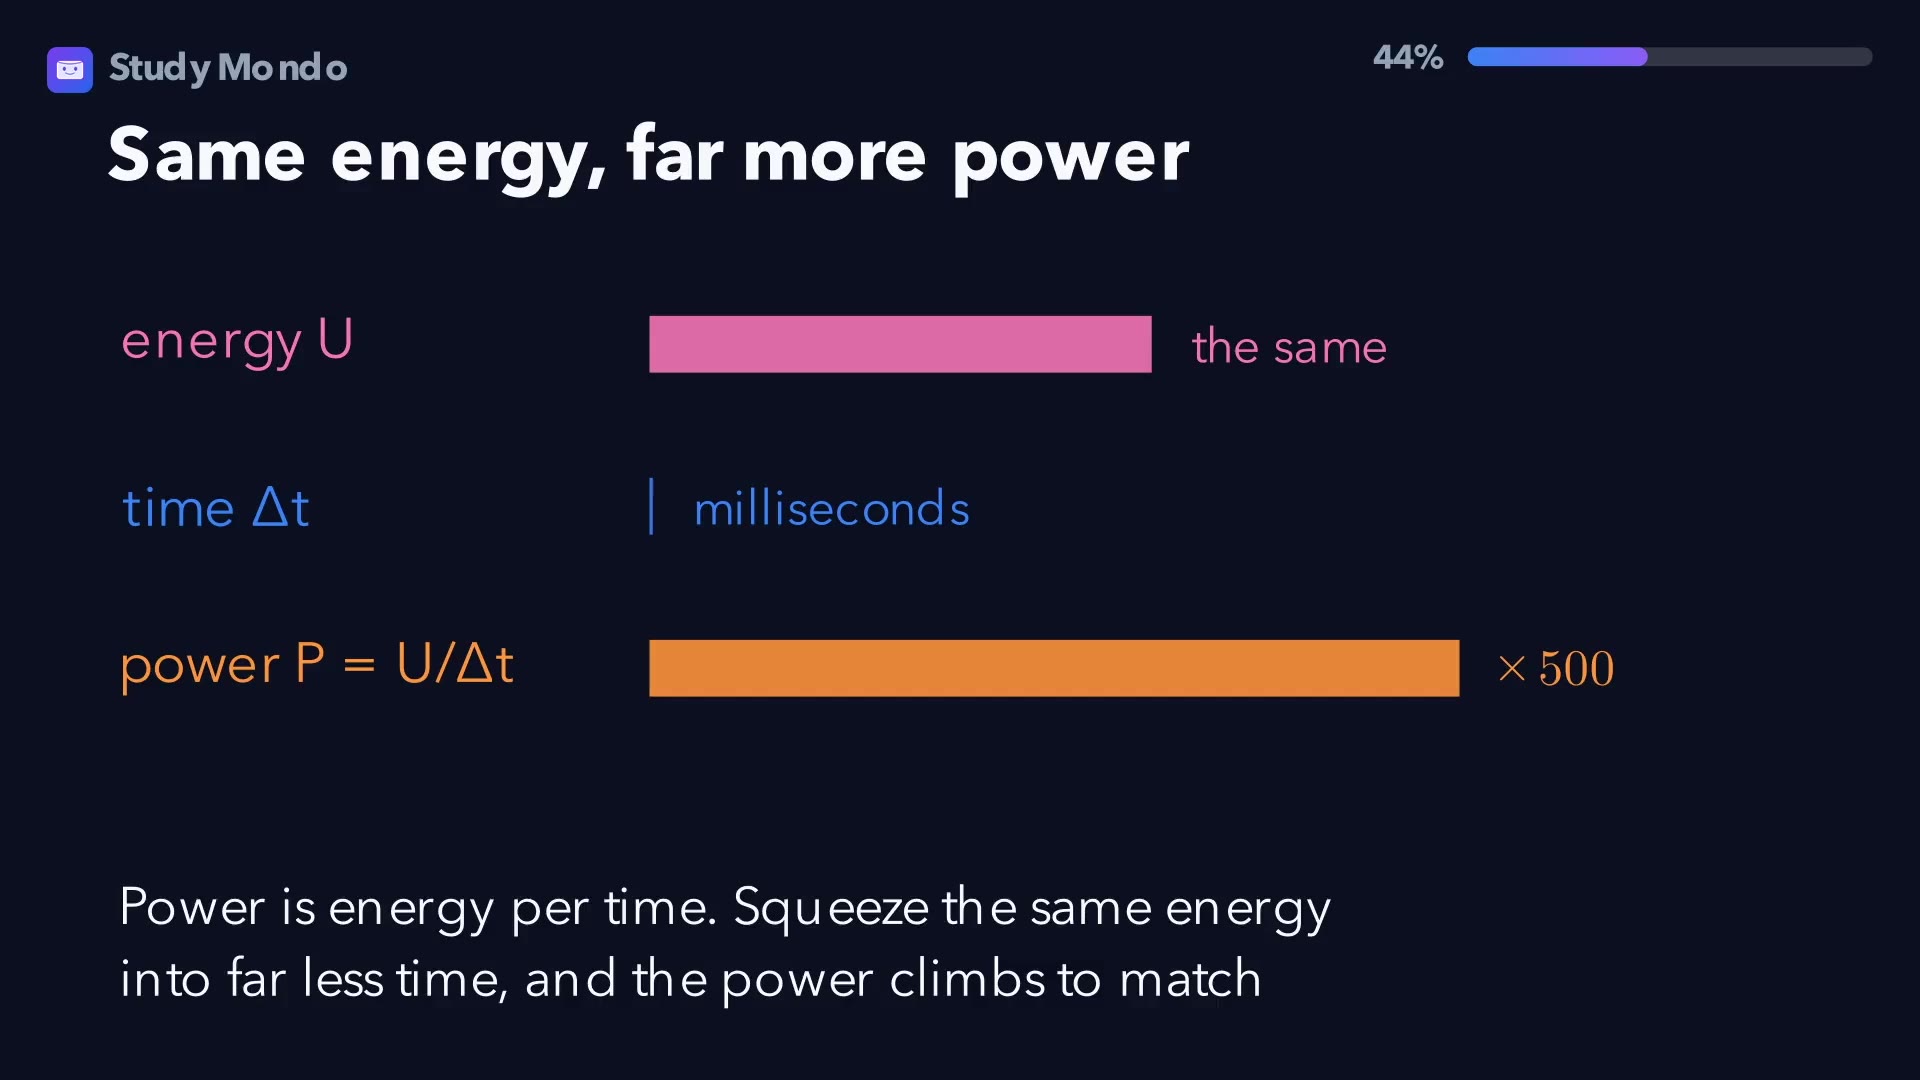 Study Mondo
44%
Same energy, far more power
energy U
the same
time Δt
milliseconds
power P = U/Δt
× 500
Power is energy per time. Squeeze the same energy
into far less time, and the power climbs to match